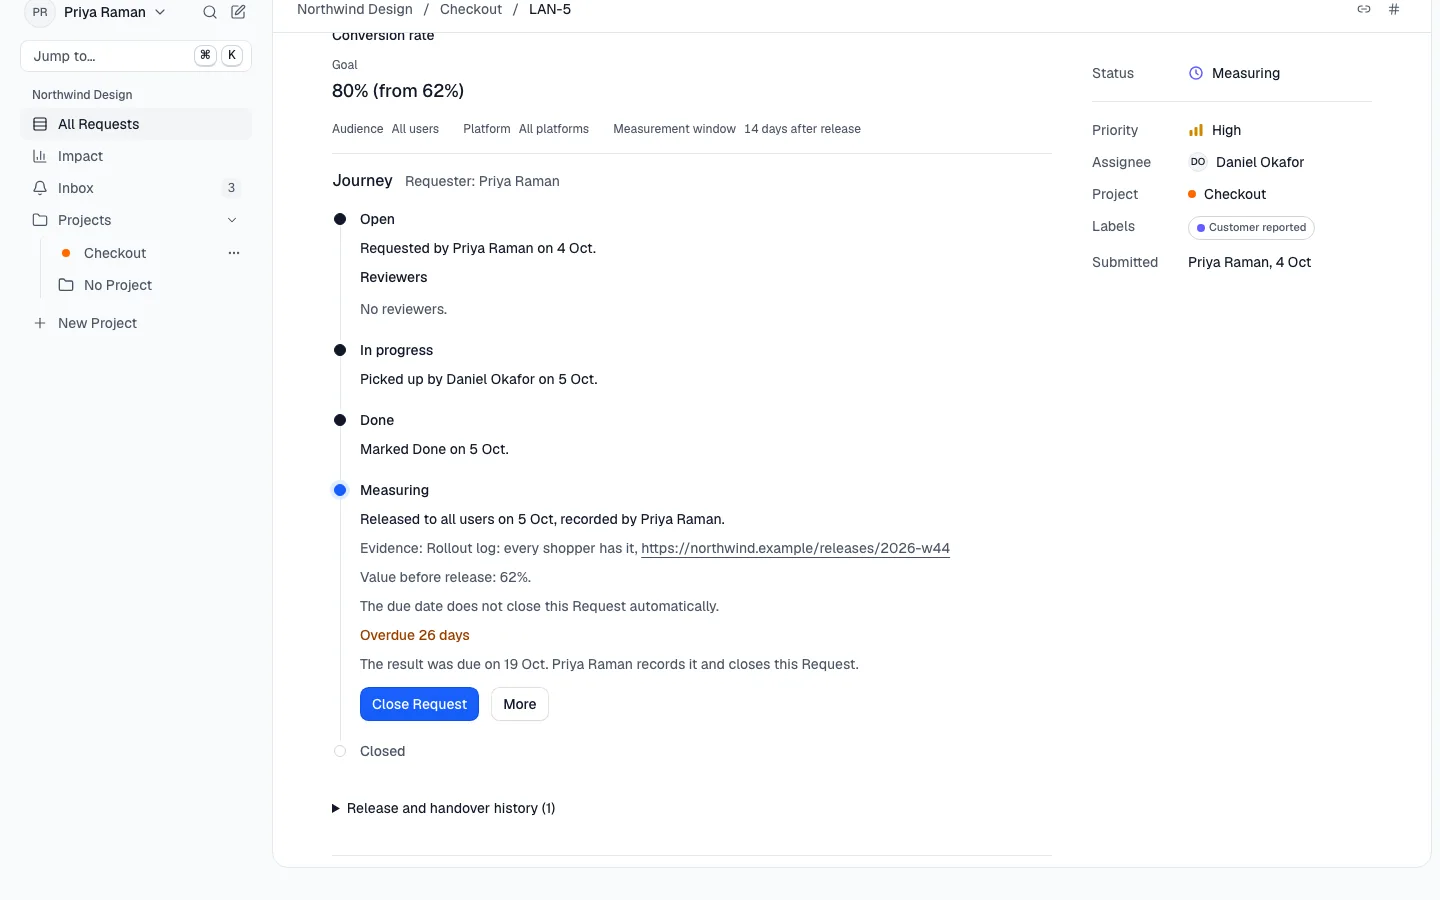 PR Priya Raman
Jump to... ⌘ K
Northwind Design
All Requests
Impact
Inbox 3
Projects
Checkout
No Project
New Project
Northwind Design / Checkout / LAN-5
Conversion rate
Goal
80% (from 62%)
Audience All users Platform All platforms Measurement window 14 days after release
Journey Requester: Priya Raman
Open
Requested by Priya Raman on 4 Oct.
Reviewers
No reviewers.
In progress
Picked up by Daniel Okafor on 5 Oct.
Done
Marked Done on 5 Oct.
Measuring
Released to all users on 5 Oct, recorded by Priya Raman.
Evidence: Rollout log: every shopper has it, https://northwind.example/releases/2026-w44
Value before release: 62%.
The due date does not close this Request automatically.
Overdue 26 days
The result was due on 19 Oct. Priya Raman records it and closes this Request.
Close Request More
Closed
Release and handover history (1)
Status Measuring
Priority High
Assignee DO Daniel Okafor
Project Checkout
Labels Customer reported
Submitted Priya Raman, 4 Oct